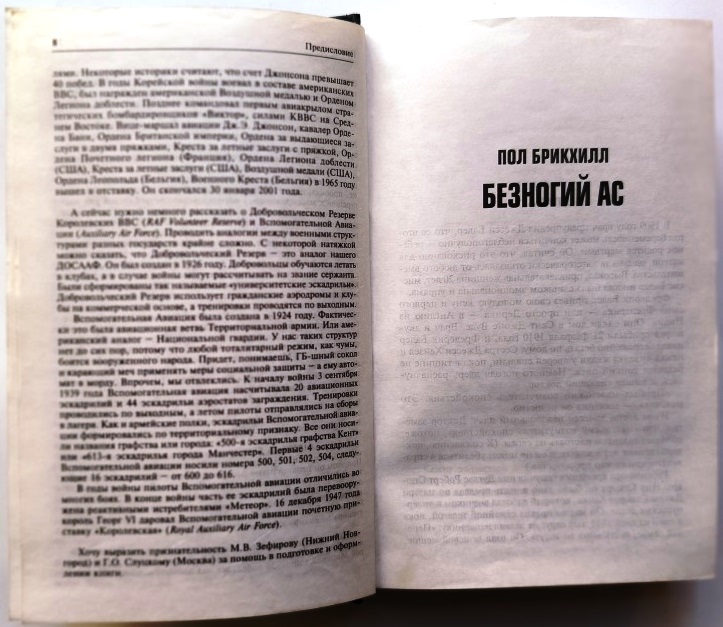 8
Предисловие
лями. Некоторые историки считают, что счет Джонсона превышает
40 побед. В годы Корейской войны воевал в составе американских
ВВС, был награжден американской Воздушной медалью и Орденом
Легиона доблести. Позднее командовал первым авиакрылом стра-
тегических бомбардировщиков «Виктор», силами КВВС на Сред-
нем Востоке. Вице-маршал авиации Дж.Э. Джонсон, кавалер Орде-
на Бани, Ордена Британской империи, Ордена за выдающиеся за-
слуги с двумя пряжками, Креста за летные заслуги с пряжкой, Ор-
дена Почетного легиона (Франция), Ордена Легиона доблести
(США), Креста за летные заслуги (США), Воздушной медали (США),
Ордена Леопольда (Бельгия), Военного Креста (Бельгия) в 1965 году
вышел в отставку. Он скончался 30 января 2001 года.
А сейчас нужно немного рассказать о Добровольческом Резерве
Королевских ВВС (RAF Volunteer Reserve) и Вспомогательной Авиа-
ции (Auxiliary Air Force). Проводить аналогии между военными струк-
турами разных государств крайне сложно. С некоторой натяжкой
можно сказать, что Добровольческий Резерв — это аналог нашего
ДОСААФ. Он был создан в 1926 году. Добровольцы обучаются летать
в клубах, а в случае войны могут рассчитывать на звание сержанта.
Были сформированы так называемые «университетские эскадрильи».
Добровольческий Резерв использует гражданские аэродромы и клу-
бы на коммерческой основе, а тренировки проводятся по выходным.
Вспомогательная Авиация была создана в 1924 году. Фактичес-
ки это была авиационная ветвь Территориальной армии. Или аме-
риканский аналог — Национальной гвардии. У нас таких структур
нет до сих пор, потому что любой тоталитарный режим, как чумы,
боится вооруженного народа. Придет, понимаешь, ГБ-шный сокол
и карающий меч применять меры социальной защиты — а ему авто-
мат в морду. Впрочем, мы отвлеклись. К началу войны 3 сентября
1939 года Вспомогательная авиация насчитывала 20 авиационных
эскадрилий и 44 эскадрильи аэростатов заграждения. Тренировки
проводились по выходным, а летом пилоты отправлялись на сборы
в лагеря. Как и армейские полки, эскадрильи Вспомогательной авиа-
ции формировались по территориальному признаку. Все они носи-
ли названия графства или города: «500-я эскадрилья графства Кент»
или «613-я эскадрилья города Манчестер». Первые 4 эскадрильи
Вспомогательной авиации носили номера 500, 501, 502, 504, следу-
ющие 16 эскадрилий — от 600 до 616.
В годы войны пилоты Вспомогательной авиации отличились во
многих боях. В конце войны часть ее эскадрилий была перевоору-
жена реактивными истребителями «Метеор». 16 декабря 1947 года
король Георг VI даровал Вспомогательной авиации почетную при-
ставку «Королевская» (Royal Auxiliary Air Force).
Хочу выразить признательность М.В. Зефирову (Нижний Нов-
город) и Г.О. Слуцкому (Москва) за помощь в подготовке и оформ-
лении книги.
ПОЛ БРИКХИЛЛ
БЕЗНОГИЙ АС